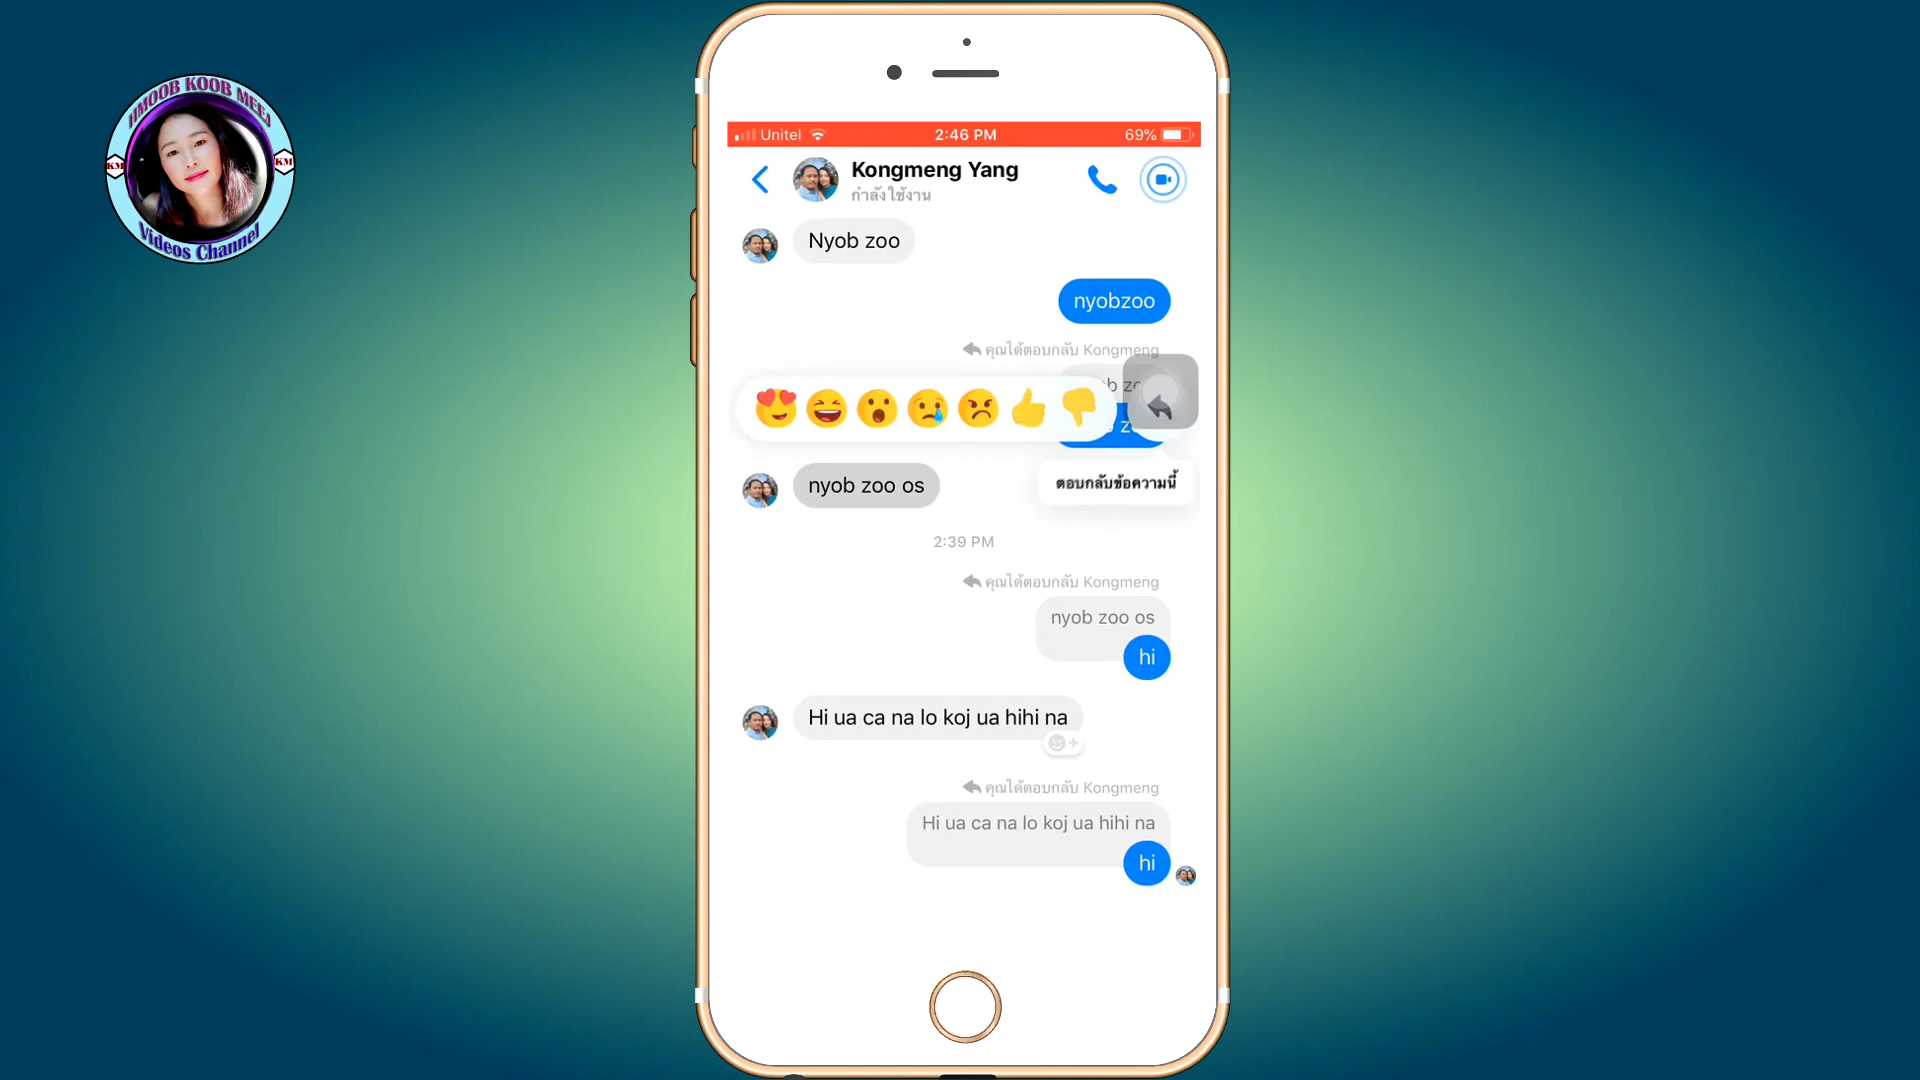 HMOOB KOOB MEEJ
KM
KM
Videos Channel
Unitel
2:46 PM
69%
Kongmeng Yang
กำลังใช้งาน
Nyob zoo
nyobzoo
คุณได้ตอบกลับ Kongmeng
nyob zoo os
ตอบกลับข้อความนี้
2:39 PM
คุณได้ตอบกลับ Kongmeng
nyob zoo os
hi
Hi ua ca na lo koj ua hihi na
คุณได้ตอบกลับ Kongmeng
Hi ua ca na lo koj ua hihi na
hi